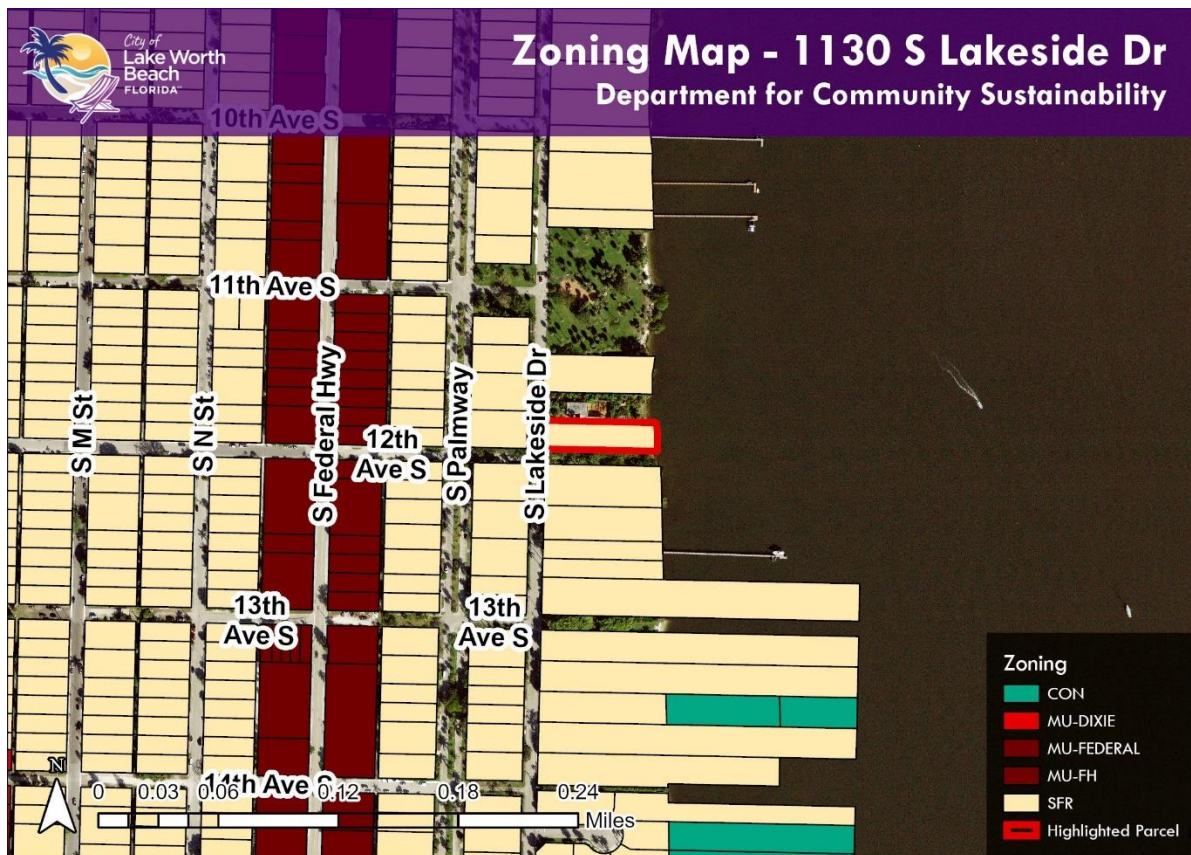 City of
Lake Worth
Beach
FLORIDA
Zoning Map - 1130 S Lakeside Dr
Department for Community Sustainability
10th Ave S
11th Ave S
S M St
S N St
S Federal Hwy
12th
Ave S
S Palmway
S Lakeside Dr
13th
Ave S
13th
Ave S
14th Ave S
N
0 0.03 0.06 0.12 0.18 0.24
Miles
Zoning
CON
MU-DIXIE
MU-FEDERAL
MU-FH
SFR
Highlighted Parcel